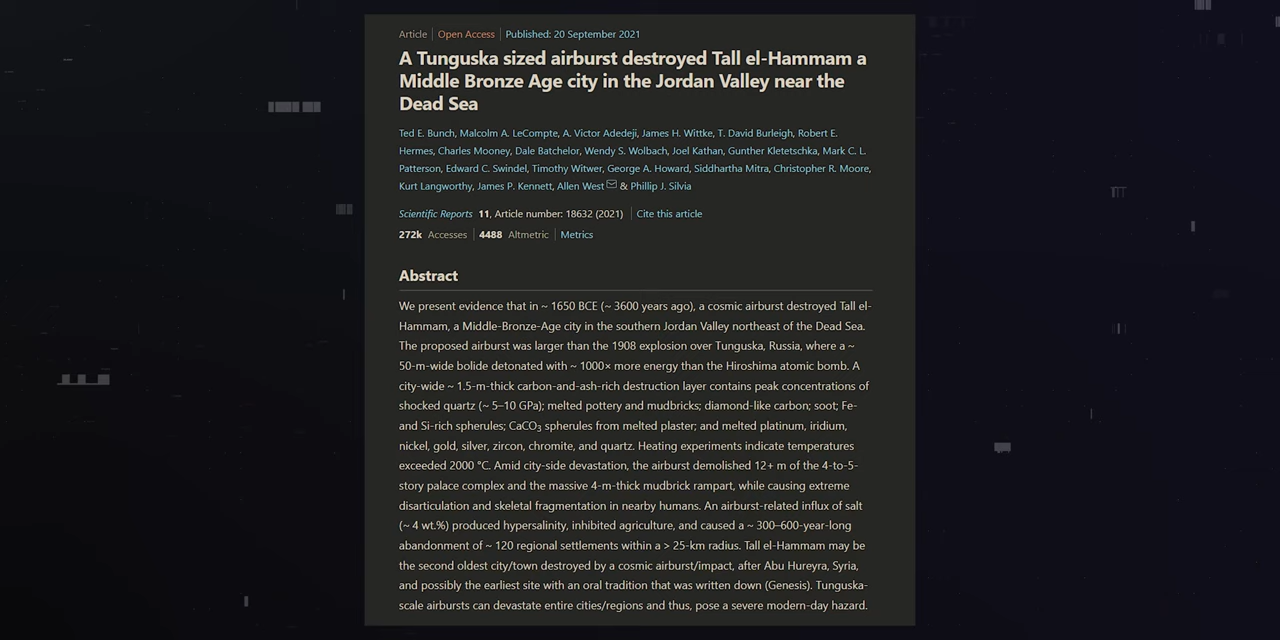 Article | Open Access | Published: 20 September 2021
A Tunguska sized airburst destroyed Tall el-Hammam a
Middle Bronze Age city in the Jordan Valley near the
Dead Sea
Ted E. Bunch, Malcolm A. LeCompte, A. Victor Adedeji, James H. Wittke, T. David Burleigh, Robert E.
Hermes, Charles Mooney, Dale Batchelor, Wendy S. Wolbach, Joel Kathan, Gunther Kletetschka, Mark C. L.
Patterson, Edward C. Swindel, Timothy Witwer, George A. Howard, Siddhartha Mitra, Christopher R. Moore,
Kurt Langworthy, James P. Kennett, Allen West & Phillip J. Silvia
Scientific Reports 11, Article number: 18632 (2021) | Cite this article
272k Accesses | 4488 Altmetric | Metrics
Abstract
We present evidence that in ~ 1650 BCE (~ 3600 years ago), a cosmic airburst destroyed Tall el-
Hammam, a Middle-Bronze-Age city in the southern Jordan Valley northeast of the Dead Sea.
The proposed airburst was larger than the 1908 explosion over Tunguska, Russia, where a ~
50-m-wide bolide detonated with ~ 1000× more energy than the Hiroshima atomic bomb. A
city-wide ~ 1.5-m-thick carbon-and-ash-rich destruction layer contains peak concentrations of
shocked quartz (~ 5–10 GPa); melted pottery and mudbricks; diamond-like carbon; soot; Fe-
and Si-rich spherules; CaCO₃ spherules from melted plaster; and melted platinum, iridium,
nickel, gold, silver, zircon, chromite, and quartz. Heating experiments indicate temperatures
exceeded 2000 °C. Amid city-side devastation, the airburst demolished 12+ m of the 4-to-5-
story palace complex and the massive 4-m-thick mudbrick rampart, while causing extreme
disarticulation and skeletal fragmentation in nearby humans. An airburst-related influx of salt
(~ 4 wt.%) produced hypersalinity, inhibited agriculture, and caused a ~ 300–600-year-long
abandonment of ~ 120 regional settlements within a > 25-km radius. Tall el-Hammam may be
the second oldest city/town destroyed by a cosmic airburst/impact, after Abu Hureyra, Syria,
and possibly the earliest site with an oral tradition that was written down (Genesis). Tunguska-
scale airbursts can devastate entire cities/regions and thus, pose a severe modern-day hazard.